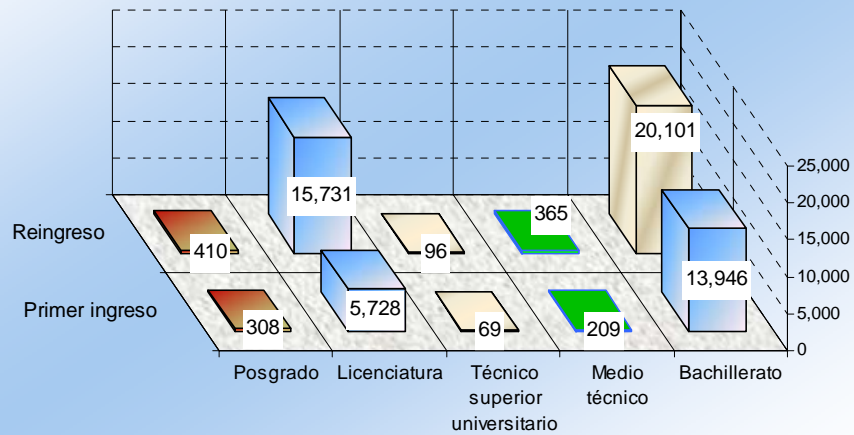 25,000
20,101
20,000
15,731
365
15,000
Reingreso
410
96
10,000
13,946
Primer ingreso
308
5,728
69
209
5,000
0
Posgrado
Licenciatura
Técnico
superior
universitario
Medio
técnico
Bachillerato